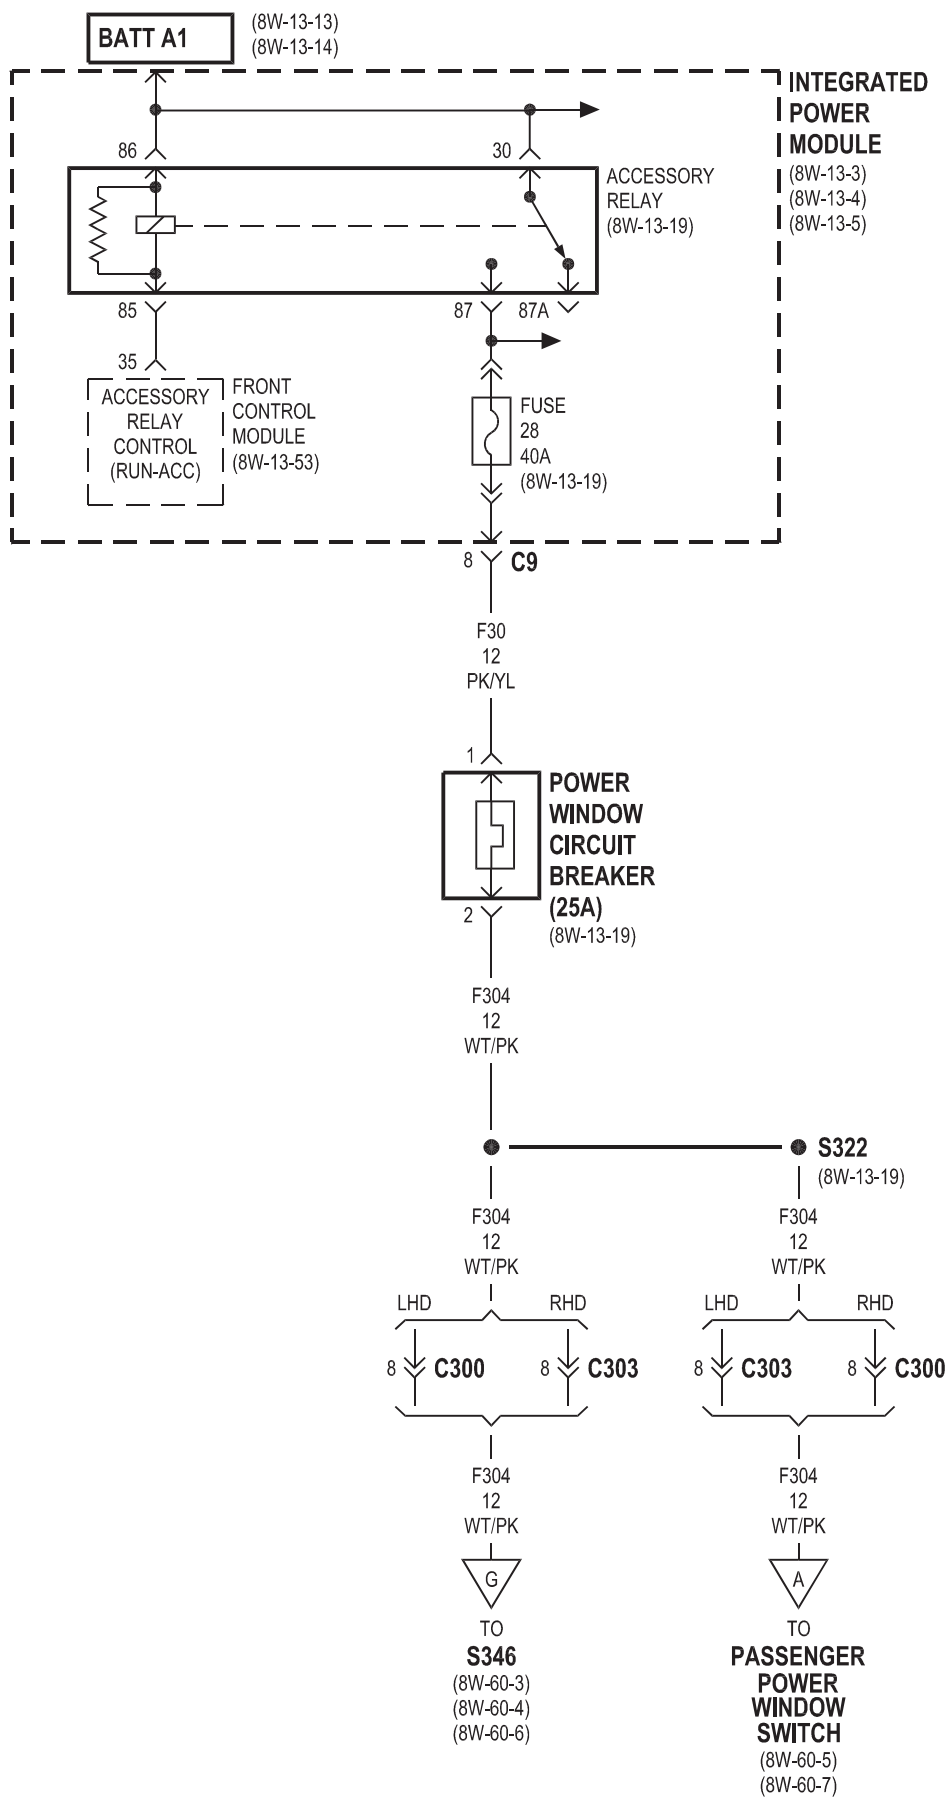 BATT A1
(8W-13-13)
(8W-13-14)
INTEGRATED
POWER
MODULE
(8W-13-3)
(8W-13-4)
(8W-13-5)
86
30
ACCESSORY
RELAY
(8W-13-19)
85
87
87A
35
ACCESSORY
RELAY
CONTROL
(RUN-ACC)
FRONT
CONTROL
MODULE
(8W-13-53)
FUSE
28
40A
(8W-13-19)
8
C9
F30
12
PK/YL
1
POWER
WINDOW
CIRCUIT
BREAKER
(25A)
(8W-13-19)
2
F304
12
WT/PK
S322
(8W-13-19)
F304
12
WT/PK
F304
12
WT/PK
LHD
RHD
LHD
RHD
8
C300
8
C303
8
C303
8
C300
F304
12
WT/PK
F304
12
WT/PK
G
A
TO
S346
(8W-60-3)
(8W-60-4)
(8W-60-6)
TO
PASSENGER
POWER
WINDOW
SWITCH
(8W-60-5)
(8W-60-7)